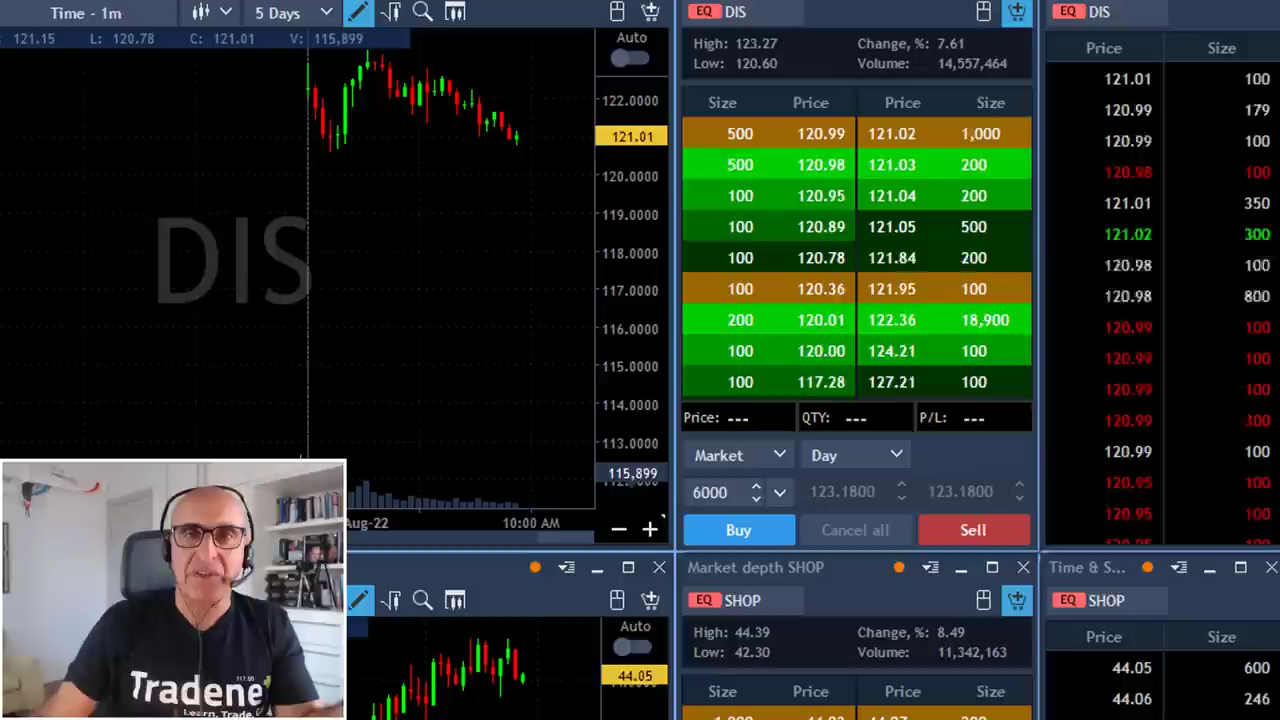 Time - 1m
5 Days
121.15 L: 120.78 C: 121.01 V: 115,899
Auto
122.0000
121.01
120.0000
119.0000
118.0000
117.0000
116.0000
115.0000
114.0000
113.0000
115,899
DIS
Aug-22
10:00 AM
EQ DIS
High: 123.27 Change, %: 7.61
Low: 120.60 Volume: 14,557,464
Size Price Price Size
500 120.99 121.02 1,000
500 120.98 121.03 200
100 120.95 121.04 200
100 120.89 121.05 500
100 120.78 121.84 200
100 120.36 121.95 100
200 120.01 122.36 18,900
100 120.00 124.21 100
100 117.28 127.21 100
Price: --- QTY: --- P/L: ---
Market Day
6000 123.1800 123.1800
Buy Cancel all Sell
EQ DIS
Price Size
121.01 100
120.99 179
120.99 100
120.98 100
121.01 350
121.02 300
120.98 100
120.98 800
120.99 100
120.99 100
120.99 100
120.99 300
120.99 100
120.95 100
120.95 100
Auto
44.05
Market depth SHOP
EQ SHOP
High: 44.39 Change, %: 8.49
Low: 42.30 Volume: 11,342,163
Size Price Price Size
Time & S...
EQ SHOP
Price Size
44.05 600
44.06 246
Tradene
Learn. Trade.